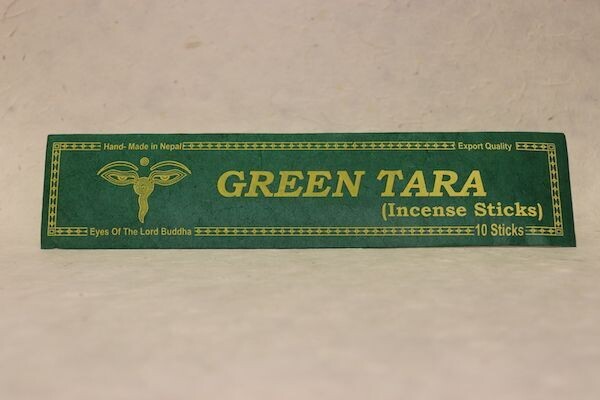 Hand- Made in Nepal
Export Quality
GREEN TARA
(Incense Sticks)
Eyes Of The Lord Buddha
10 Sticks